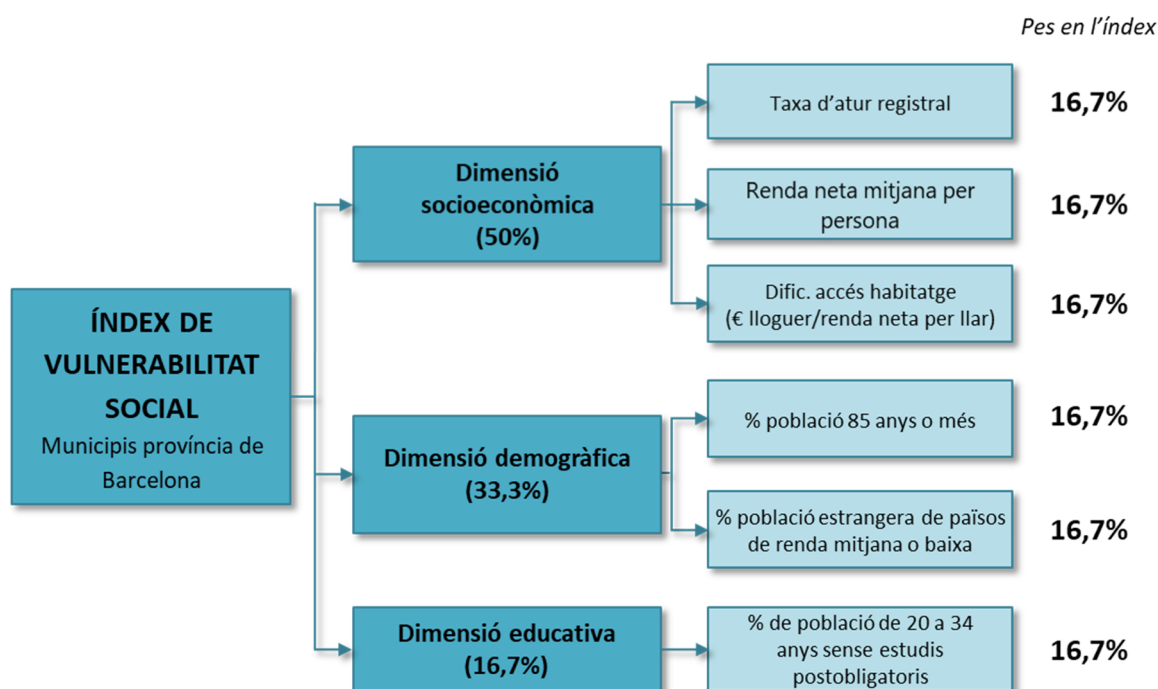 Pes en l'índex
ÍNDEX DE
VULNERABILITAT
SOCIAL
Municipis província de
Barcelona
Dimensió
socioeconòmica
(50%)
Taxa d'atur registral
16,7%
Renda neta mitjana per
persona
16,7%
Dific. accés habitatge
(€ lloguer/renda neta per llar)
16,7%
Dimensió demogràfica
(33,3%)
% població 85 anys o més
16,7%
% població estrangera de països
de renda mitjana o baixa
16,7%
Dimensió educativa
(16,7%)
% de població de 20 a 34
anys sense estudis
postobligatoris
16,7%